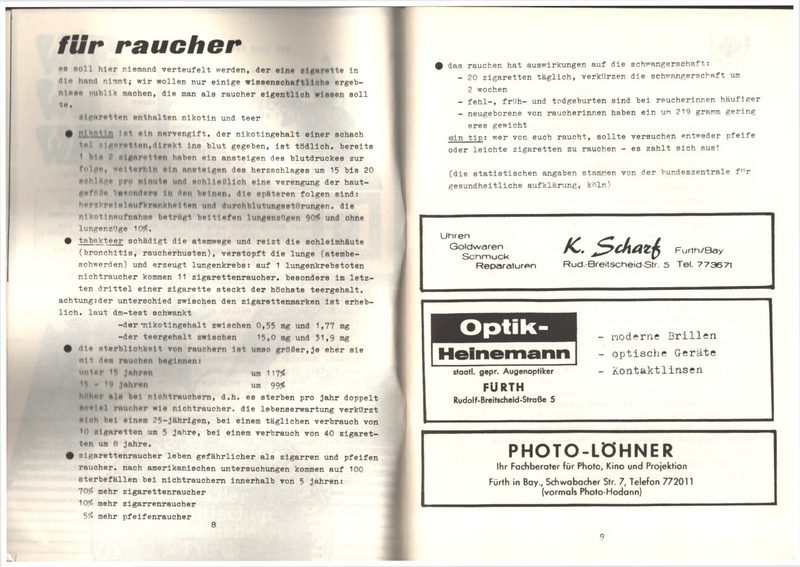 für raucher
es soll hier niemand verteufelt werden, der eine zigarette in
die hand nimmt; wir wollen nur einige wissenschaftliche ergeb-
nisse publik machen, die man als raucher eigentlich wissen soll
te.
zigaretten enthalten nikotin und teer
● nikotin ist ein nervengift. der nikotingehalt einer schach
tel zigaretten,direkt ins blut gegeben, ist tödlich. bereits
1 bis 2 zigaretten haben ein ansteigen des blutdruckes zur
folge, weiterhin ein ansteigen des herzschlages um 15 bis 20
schläge pro minute und schließlich eine verengung der haut-
gefäße besonders in den beinen. die späteren folgen sind:
herzkreislaufkrankheiten und durchblutungsstörungen. die
nikotinaufnahme beträgt beitiefen lungenzügen 90% und ohne
lungenzüge 10%.
● tabakteer schädigt die atemwege und reizt die schleimhäute
(bronchitis, raucherhusten), verstopft die lunge (atembe-
schwerden) und erzeugt lungenkrebs: auf 1 lungenkrebstoten
nichtraucher kommen 11 zigarettenraucher. besonders im letz-
ten drittel einer zigarette steckt der höchste teergehalt.
achtung:der unterschied zwischen den zigarettenmarken ist erheb-
lich. laut dm-test schwankt
-der nikotingehalt zwischen 0,55 mg und 1,77 mg
-der teergehalt zwischen 15,0 mg und 31,9 mg
● die sterblichkeit von rauchern ist umso größer,je eher sie
mit dem rauchen beginnen:
unter 15 jahren um 117%
15 - 19 jahren um 99%
höher als bei nichtrauchern, d.h. es sterben pro jahr doppelt
soviel raucher wie nichtraucher. die lebenserwartung verkürzt
sich bei einem 25-jährigen, bei einem täglichen verbrauch von
10 zigaretten um 5 jahre, bei einem verbrauch von 40 zigaret-
ten um 8 jahre.
● zigarettenraucher leben gefährlicher als zigarren und pfeifen
raucher. nach amerikanischen untersuchungen kommen auf 100
sterbefällen bei nichtrauchern innerhalb von 5 jahren:
70% mehr zigarettenraucher
10% mehr zigarrenraucher
5% mehr pfeifenraucher
8
● das rauchen hat auswirkungen auf die schwangerschaft:
- 20 zigaretten täglich, verkürzen die schwangerschaft um
2 wochen
- fehl-, früh- und todgeburten sind bei raucherinnen häufiger
- neugeborene von raucherinnen haben ein um 219 gramm gering
eres gewicht
ein tip: wer von euch raucht, sollte versuchen entweder pfeife
oder leichte zigaretten zu rauchen - es zahlt sich aus!
(die statistischen angaben stammen von der bundezentrale für
gesundheitliche aufklärung, köln)
Uhren
Goldwaren
Schmuck
Reparaturen
K. Scharf Fürth/Bay
Rud.-Breitscheid-Str. 5 Tel. 773671
Optik-
Heinemann
staatl. gepr. Augenoptiker
FÜRTH
Rudolf-Breitscheid-Straße 5
- moderne Brillen
- optische Geräte
- Kontaktlinsen
PHOTO-LÖHNER
Ihr Fachberater für Photo, Kino und Projektion
Fürth in Bay., Schwabacher Str. 7, Telefon 772011
(vormals Photo-Hodann)
9